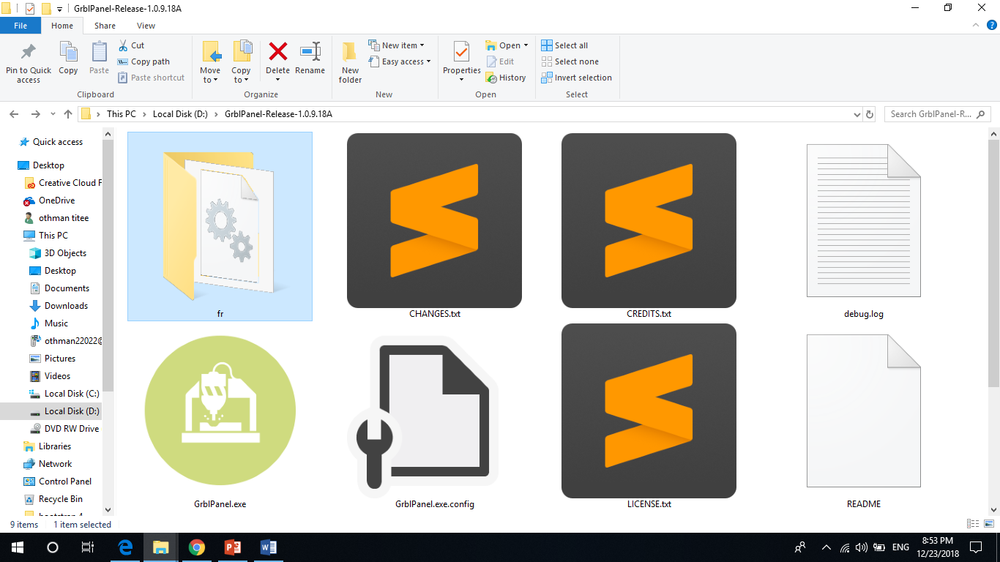 GrblPanel-Release-1.0.9.18A
File Home Share View
Pin to Quick access
Copy
Paste
Cut
Copy path
Paste shortcut
Clipboard
Move to
Copy to
Delete
Rename
Organize
New folder
New item
Easy access
New
Properties
Open
Edit
History
Open
Select all
Select none
Invert selection
Select
This PC Local Disk (D:) GrblPanel-Release-1.0.9.18A
Search GrblPanel-R...
Quick access
Desktop
Creative Cloud F
OneDrive
othman titee
This PC
3D Objects
Desktop
Documents
Downloads
Music
othman22022@
Pictures
Videos
Local Disk (C:)
Local Disk (D:)
DVD RW Drive
Libraries
Network
Control Panel
Recycle Bin
fr CHANGES.txt CREDITS.txt debug.log
GrblPanel.exe GrblPanel.exe.config LICENSE.txt README
9 items 1 item selected
ENG
8:53 PM
12/23/2018